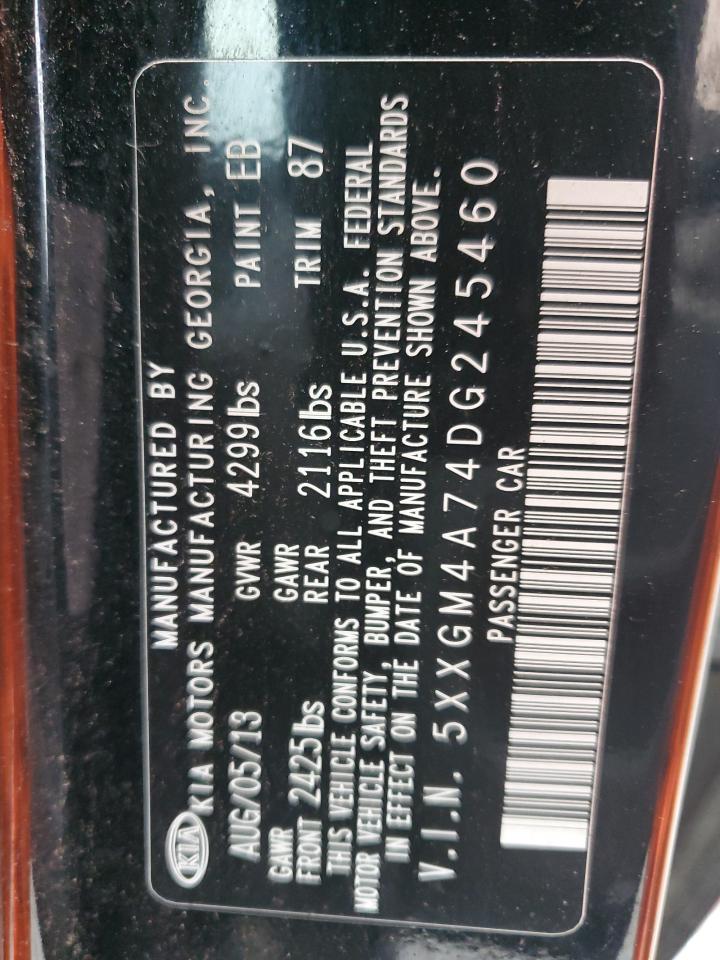 KIA
MANUFACTURED BY
KIA MOTORS MANUFACTURING GEORGIA, INC.
AUG/05/13 GVWR 4299lbs PAINT EB
GAWR FRONT 2425lbs GAWR REAR 2116lbs TRIM 87
THIS VEHICLE CONFORMS TO ALL APPLICABLE U.S.A. FEDERAL
MOTOR VEHICLE SAFETY, BUMPER, AND THEFT PREVENTION STANDARDS
IN EFFECT ON THE DATE OF MANUFACTURE SHOWN ABOVE.
V.I.N. 5XXGM4A74DG245460
PASSENGER CAR